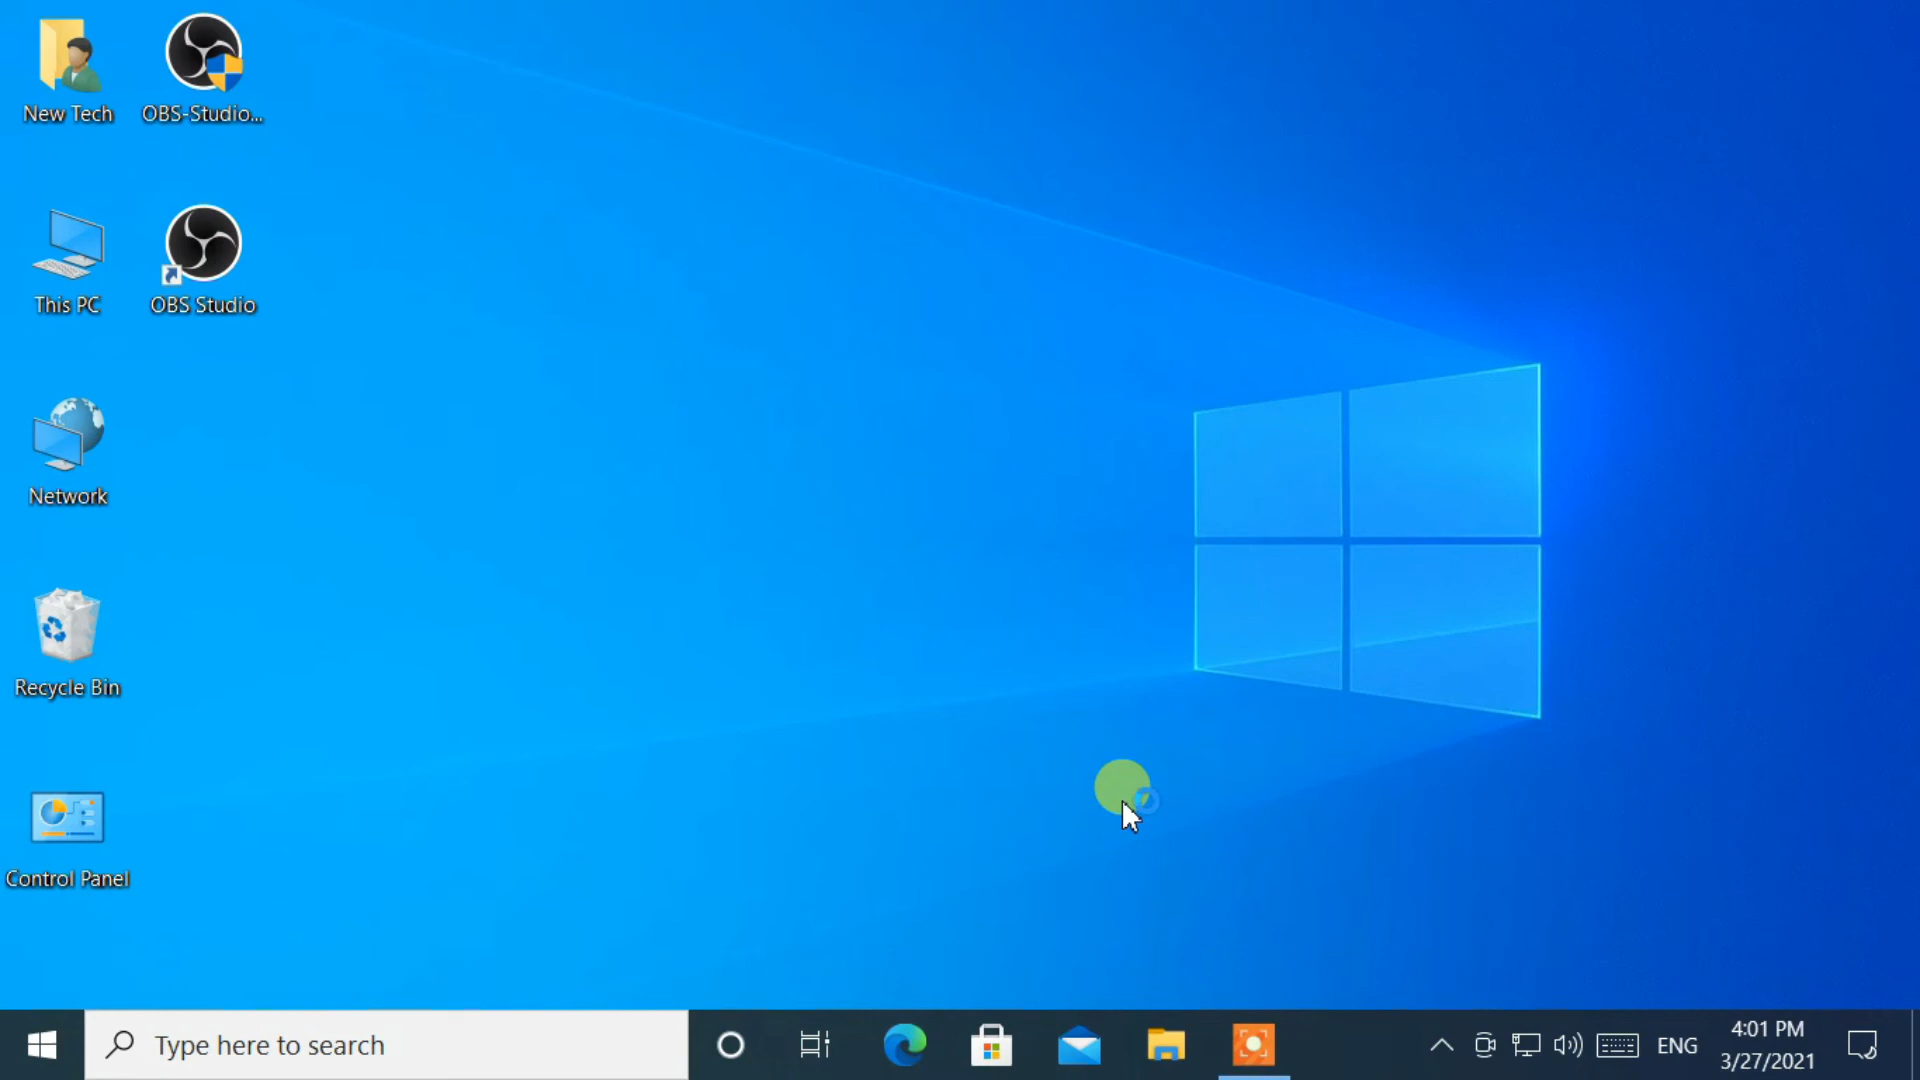 New Tech
OBS-Studio...
This PC
OBS Studio
Network
Recycle Bin
Control Panel
Type here to search
ENG
4:01 PM
3/27/2021